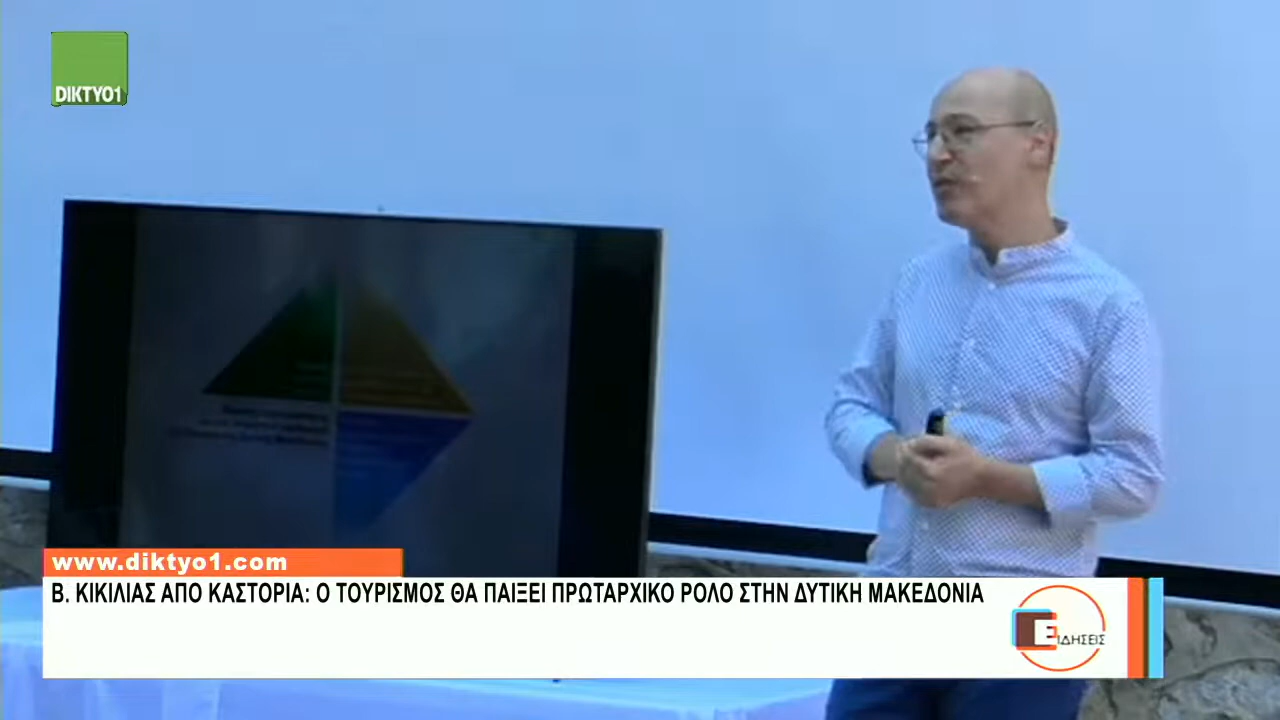 DIKTYO1
www.diktyo1.com
Β. ΚΙΚΙΛΙΑΣ ΑΠΟ ΚΑΣΤΟΡΙΑ: Ο ΤΟΥΡΙΣΜΟΣ ΘΑ ΠΑΙΞΕΙ ΠΡΩΤΑΡΧΙΚΟ ΡΟΛΟ ΣΤΗΝ ΔΥΤΙΚΗ ΜΑΚΕΔΟΝΙΑ
ΕΙΔΗΣΕΙΣ